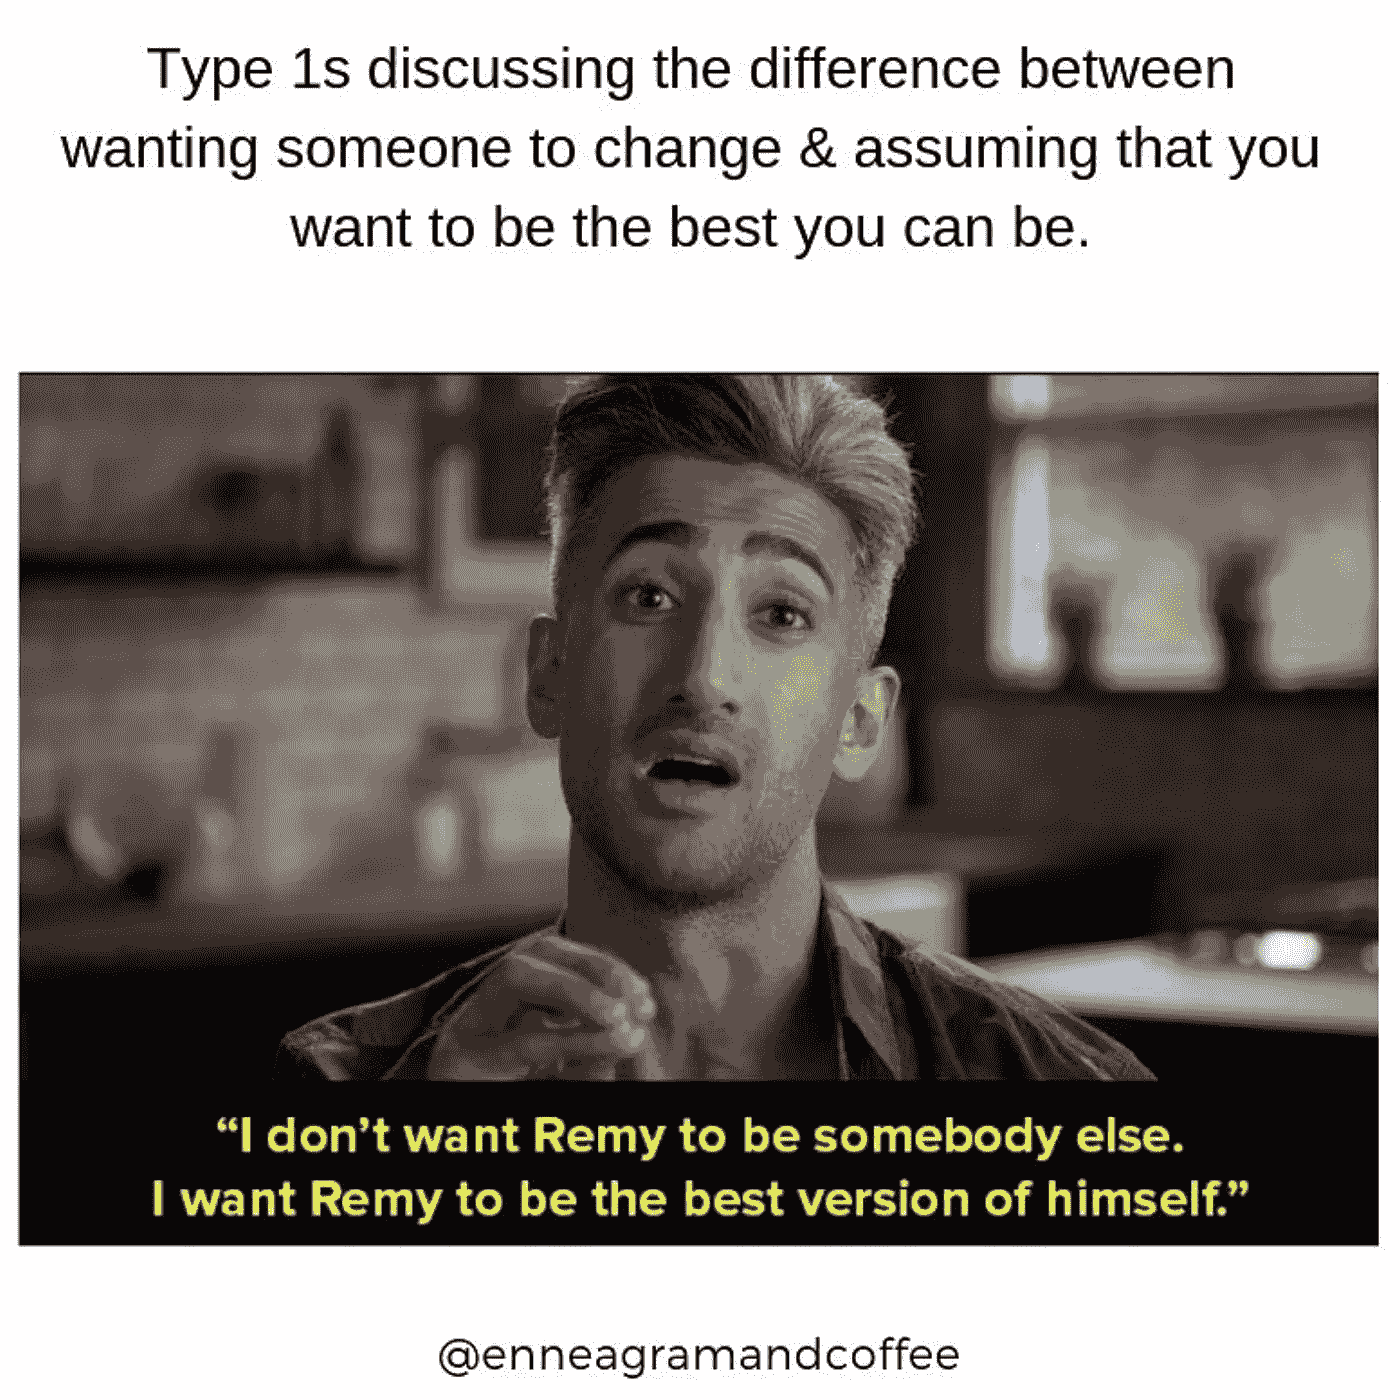 Type 1s discussing the difference between
wanting someone to change & assuming that you
want to be the best you can be.
“I don’t want Remy to be somebody else.
I want Remy to be the best version of himself.”
@enneagramandcoffee